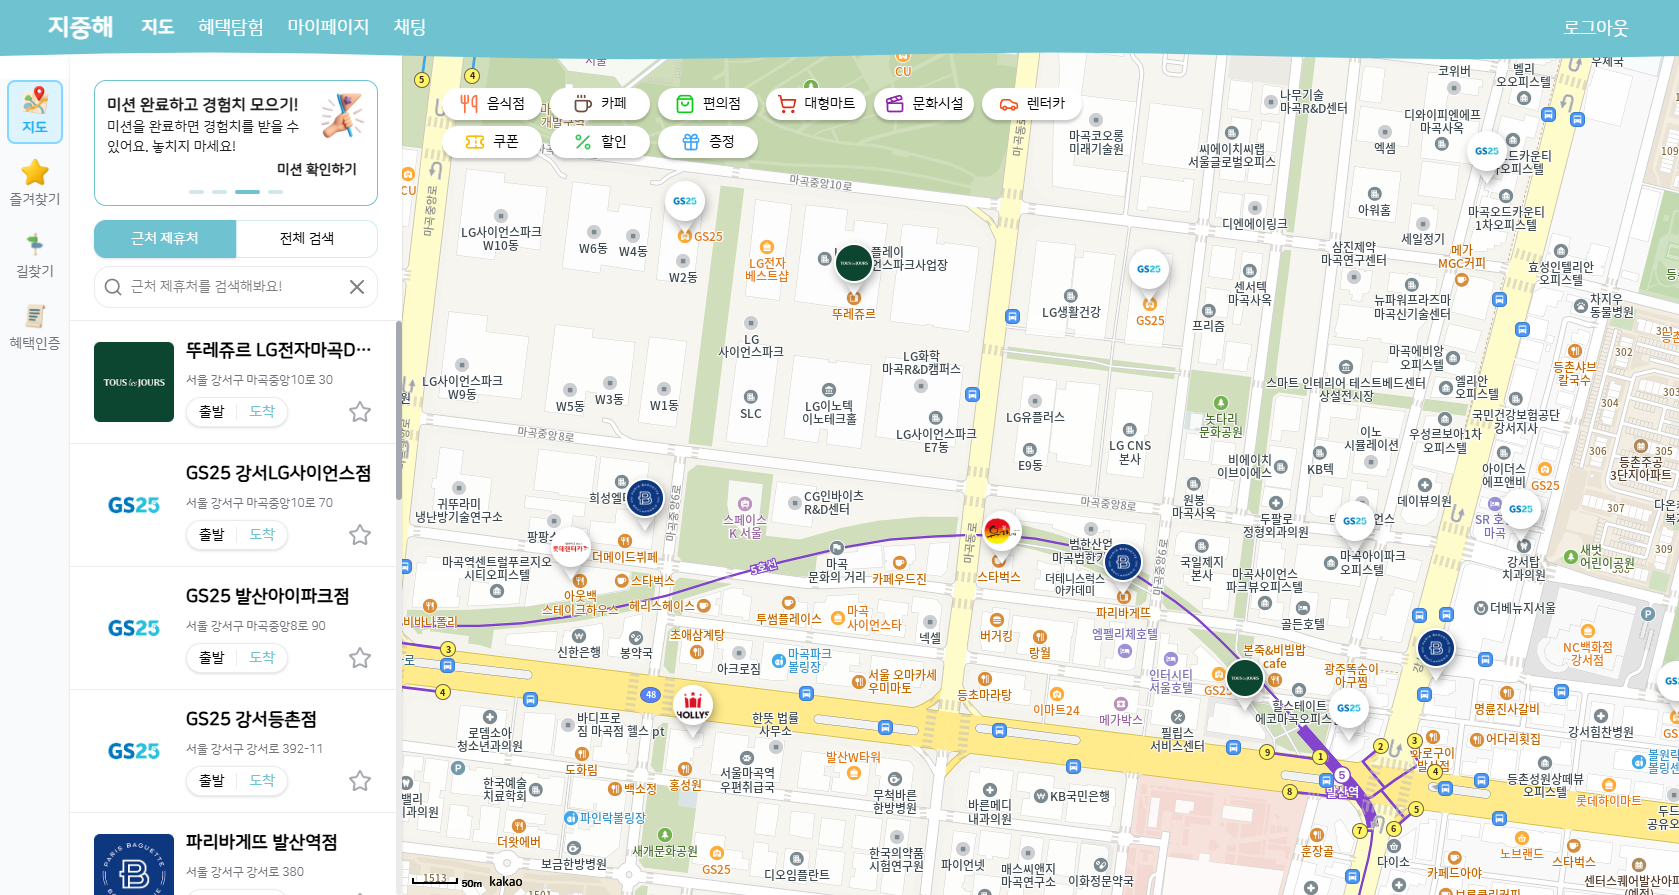 지중해 지도 혜택탐험 마이페이지 채팅 로그아웃
지도
즐겨찾기
길찾기
혜택인증
미션 완료하고 경험치 모으기!
미션을 완료하면 경험치를 받을 수
있어요. 놓치지 마세요!
미션 확인하기
근처 제휴처 전체 검색
근처 제휴처를 검색해봐요!
TOUS les JOURS
뚜레쥬르 LG전자마곡D…
서울 강서구 마곡중앙10로 30
출발 도착
GS25
GS25 강서LG사이언스점
서울 강서구 마곡중앙10로 70
출발 도착
GS25
GS25 발산아이파크점
서울 강서구 마곡중앙8로 90
출발 도착
GS25
GS25 강서등촌점
서울 강서구 강서로 392-11
출발 도착
PARIS BAGUETTE
파리바게뜨 발산역점
서울 강서구 강서로 380
음식점 카페 편의점 대형마트 문화시설 렌터카
쿠폰 할인 증정
CU
코위버
벨리
오오피스텔
우체국
나무기술
마곡R&D센터
디와이피엔에프
마곡사옥
마곡코오롱
미래기술원
씨에이치씨랩
서울글로벌오피스
엑셈
마곡중앙10로
마곡중앙로
아워홈
디엔에이링크
마곡오드카운티
1차오피스텔
세일정기
메가
MGC커피
삼진제약
마곡연구센터
효성인텔리안
오피스텔
LG사이언스파크
W10동
W6동
W4동
W2동
GS25
LG전자
베스트샵
뚜레쥬르
GS25
LG생활건강
센서텍
마곡사옥
프리즘
뉴파워프라즈마
마곡신기술센터
차지우
동물병원
LG
사이언스파크
LG화학
마곡R&D캠퍼스
마곡에비앙
오피스텔
등촌샤브
칼국수
LG사이언스파크
W9동
W5동
W3동
W1동
SLC
LG이노텍
이노테크홀
LG사이언스파크
E7동
LG유플러스
스마트 인테리어 테스트베드센터
상설전시장
엘리안
오피스텔
놋다리
문화공원
국민건강보험공단
강서지사
이노
시뮬레이션
우성르보아1차
오피스텔
LG CNS
본사
E9동
비에이치
이브이에스
KB텍
아이더스
에프앤비
GS25
등촌주공
3단지아파트
301
302
303
304
305
306
마곡중앙8로
귀뚜라미
냉난방기술연구소
마곡중앙6로
스페이스
K 서울
CG인바이츠
R&D센터
마곡중앙8로
원봉
마곡사옥
데이뷰의원
두팔로
정형외과의원
더메이드뷔페
마곡역센트럴푸르지오
시티오피스텔
아웃백
스테이크하우스
스타벅스
5호선
마곡
문화의 거리
카페우드진
스타벅스
더테니스럭스
아카데미
국일제지
본사
마곡아이파크
오피스텔
강서탑
치과의원
새벗
어린이공원
마곡사이언스
파크뷰오피스텔
헤리스헤이스
투썸플레이스
마곡
사이언스타
파리바게뜨
골든호텔
더베뉴지서울
신한은행
봉약국
초애삼계탕
아크로짐
마곡파크
볼링장
넥셀
버거킹
랑월
엠펠리체호텔
본죽&비빔밥
cafe
NC백화점
강서점
서울 오마카세
우미마토
등초마라탕
이마트24
인터시티
서울호텔
광주똑순이
아구찜
48
로뎀소아
청소년과의원
바디프로
짐 마곡점 헬스 pt
한뜻 법률
사무소
메가박스
필립스
서비스센터
힐스테이트
에코마곡오피스텔
명륜진사갈비
강서힘찬병원
HOLLYS
발산W타워
어다리횟집
도화림
홍성원
서울마곡역
우편취급국
발산역
등촌성원상떼뷰
오피스텔
롯데하이마트
한국예술
치료학회
백소정
무척바른
한방병원
바른메디
내과의원
KB국민은행
파인락볼링장
더왓에버
새개문화공원
훈장골
다이소
노브랜드
스타벅스
보금한방병원
GS25
디오임플란트
한국의약품
시험연구원
파이언넷
매스씨앤지
마곡연구소
이화정문약국
카페드아야
센터스퀘어발산아파트
1513
50m kakao
1501